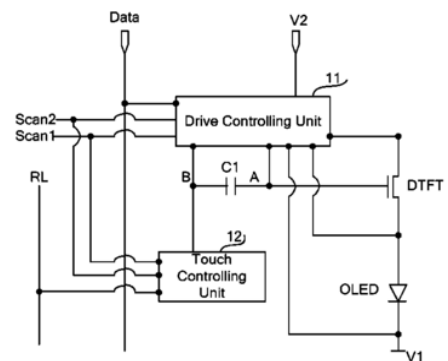 Data
V2
11
Scan2
Drive Controlling Unit
Scan1
RL
B
C1
A
DTFT
12
Touch
Controlling
Unit
OLED
V1